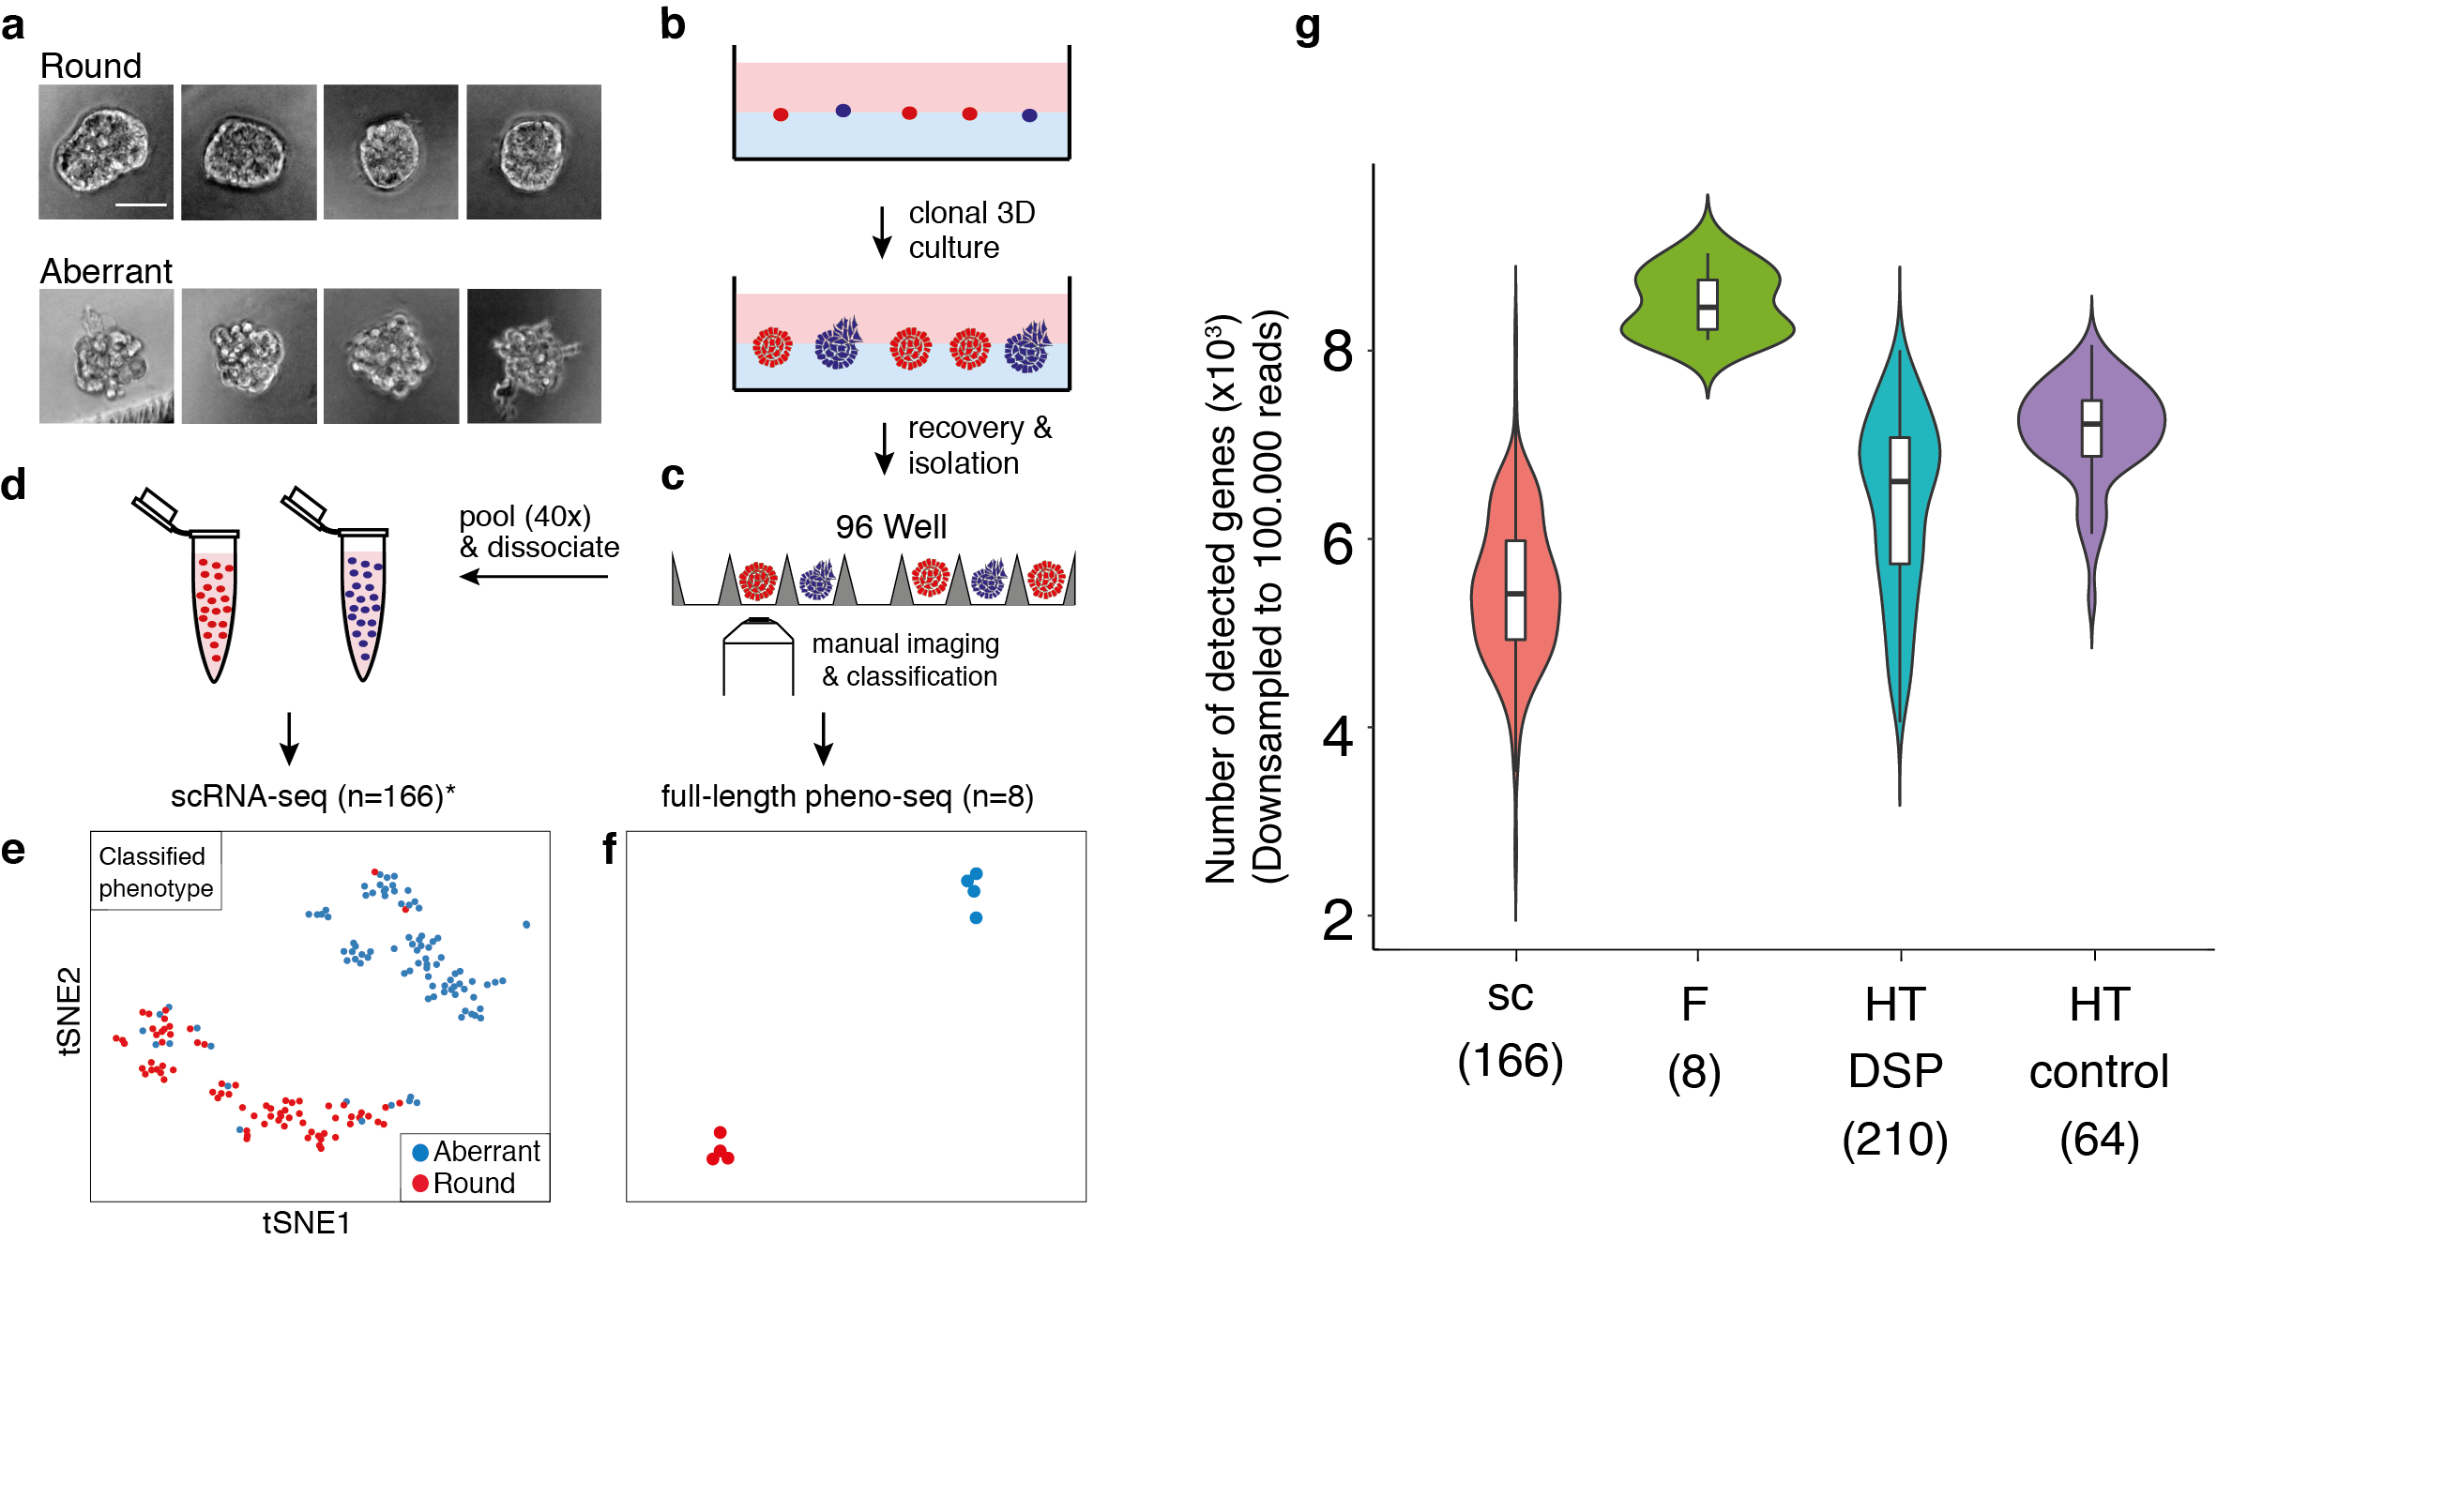 a
Round
Aberrant
b
clonal 3D
culture
recovery &
isolation
c
96 Well
manual imaging
& classification
d
pool (40x)
& dissociate
scRNA-seq (n=166)*
full-length pheno-seq (n=8)
e
Classified
phenotype
tSNE2
Aberrant
Round
tSNE1
f
g
Number of detected genes (x10³)
(Downsampled to 100.000 reads)
8
6
4
2
sc
(166)
F
(8)
HT
DSP
(210)
HT
control
(64)